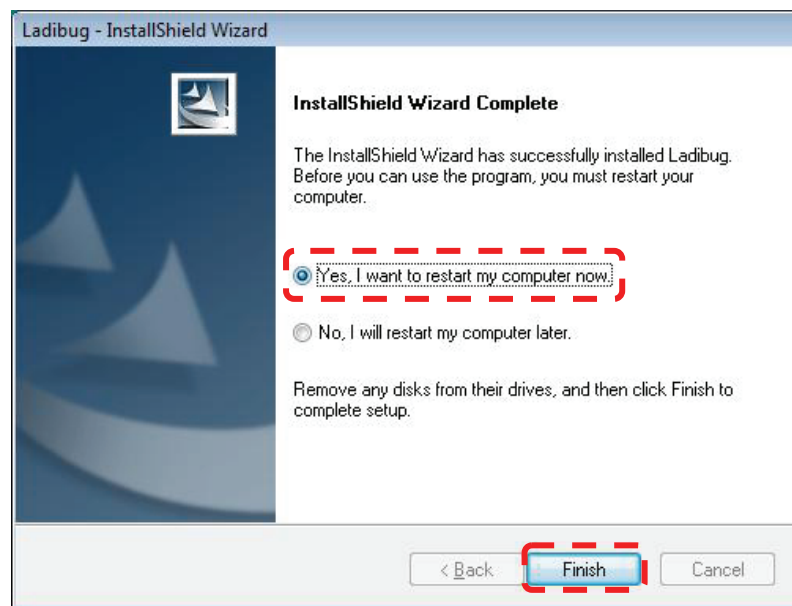 Ladibug - InstallShield Wizard
InstallShield Wizard Complete
The InstallShield Wizard has successfully installed Ladibug.
Before you can use the program, you must restart your
computer.
Yes, I want to restart my computer now.
No, I will restart my computer later.
Remove any disks from their drives, and then click Finish to
complete setup.
< Back Finish Cancel